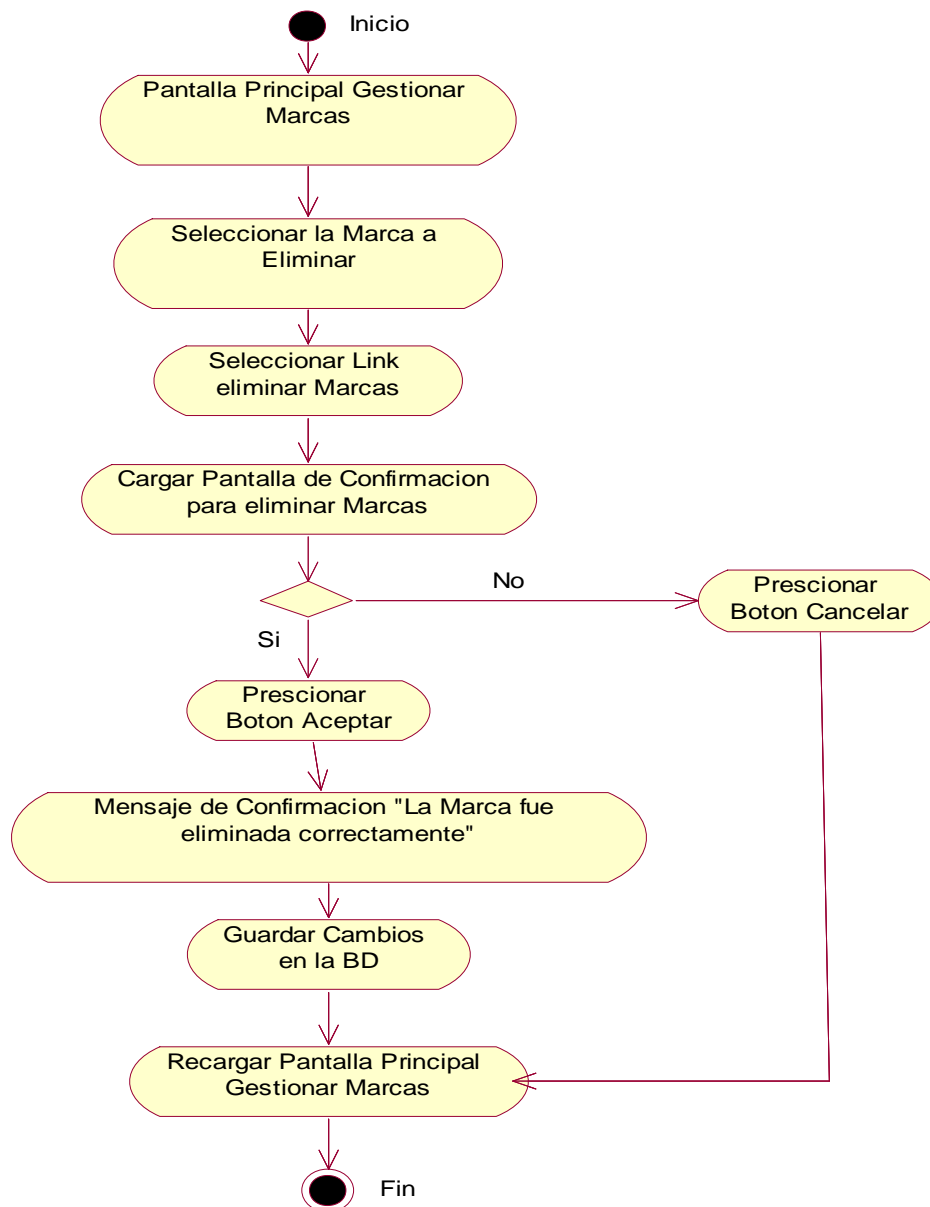 Inicio
Pantalla Principal Gestionar
Marcas
Seleccionar la Marca a
Eliminar
Seleccionar Link
eliminar Marcas
Cargar Pantalla de Confirmacion
para eliminar Marcas
No
Prescionar
Boton Cancelar
Si
Prescionar
Boton Aceptar
Mensaje de Confirmacion "La Marca fue
eliminada correctamente"
Guardar Cambios
en la BD
Recargar Pantalla Principal
Gestionar Marcas
Fin